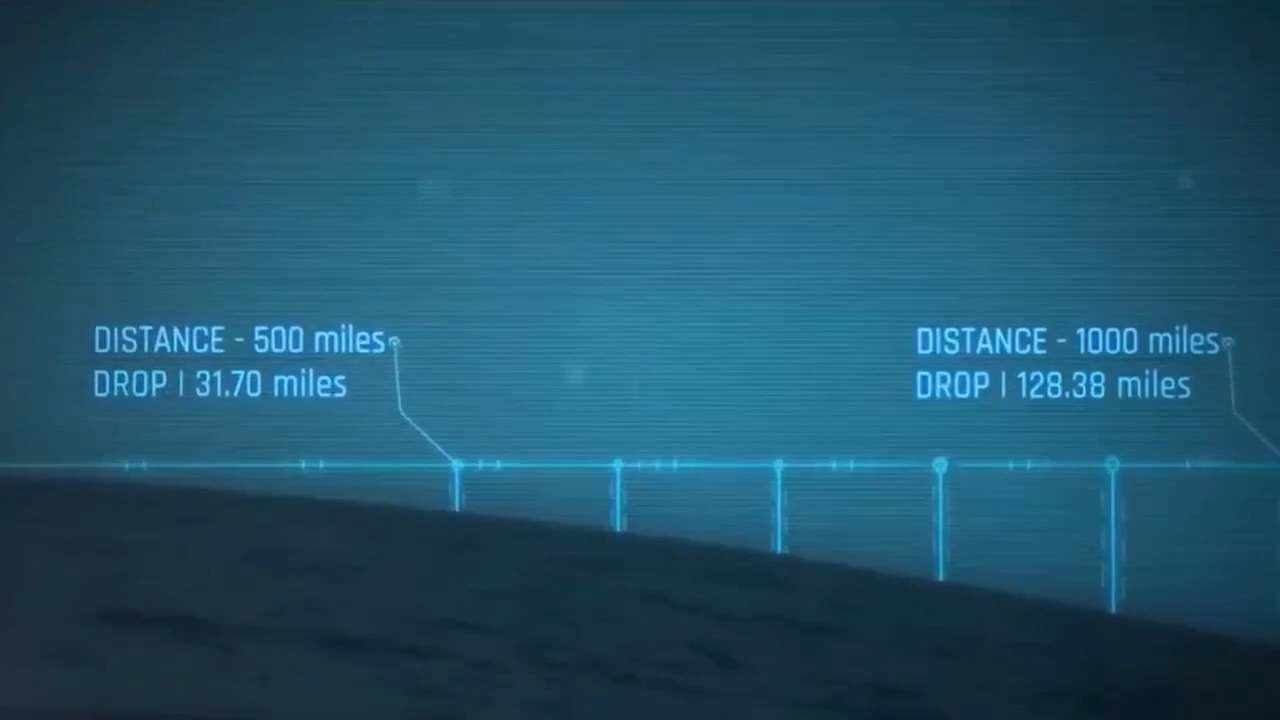 DISTANCE - 500 miles
DROP | 31.70 miles
DISTANCE - 1000 miles
DROP | 128.38 miles